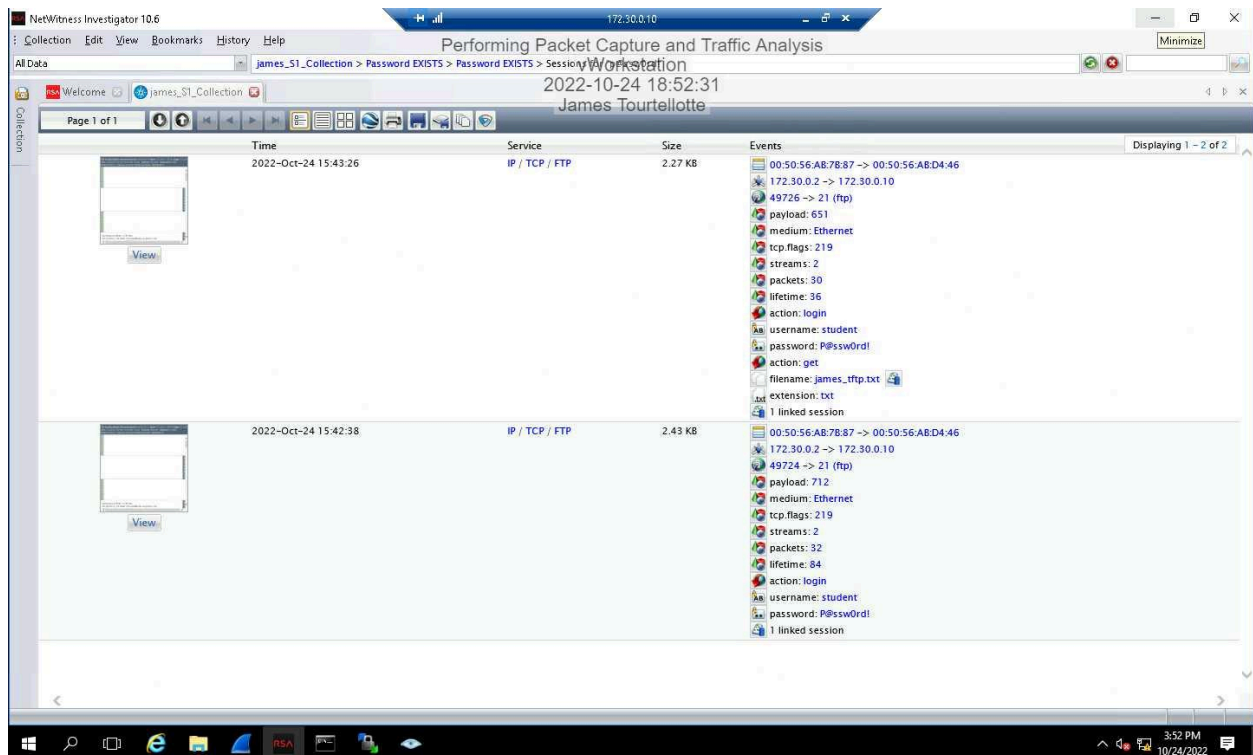 RSA NetWitness Investigator 10.6
172.30.0.10
Collection Edit View Bookmarks History Help
Performing Packet Capture and Traffic Analysis
Minimize
All Data
james_S1_Collection > Password EXISTS > Password EXISTS > Sessions
vWorkstation
2022-10-24 18:52:31
James Tourtellotte
RSA Welcome
james_S1_Collection
Collection
Page 1 of 1
Time Service Size Events
Displaying 1 - 2 of 2
2022-Oct-24 15:43:26 IP / TCP / FTP 2.27 KB
00:50:56:AB:7B:87 -> 00:50:56:AB:D4:46
172.30.0.2 -> 172.30.0.10
49726 -> 21 (ftp)
payload: 651
medium: Ethernet
tcp.flags: 219
streams: 2
packets: 30
lifetime: 36
action: login
username: student
password: P@ssw0rd!
action: get
filename: james_tftp.txt
extension: txt
1 linked session
View
2022-Oct-24 15:42:38 IP / TCP / FTP 2.43 KB
00:50:56:AB:7B:87 -> 00:50:56:AB:D4:46
172.30.0.2 -> 172.30.0.10
49724 -> 21 (ftp)
payload: 712
medium: Ethernet
tcp.flags: 219
streams: 2
packets: 32
lifetime: 84
action: login
username: student
password: P@ssw0rd!
1 linked session
View
RSA
3:52 PM
10/24/2022